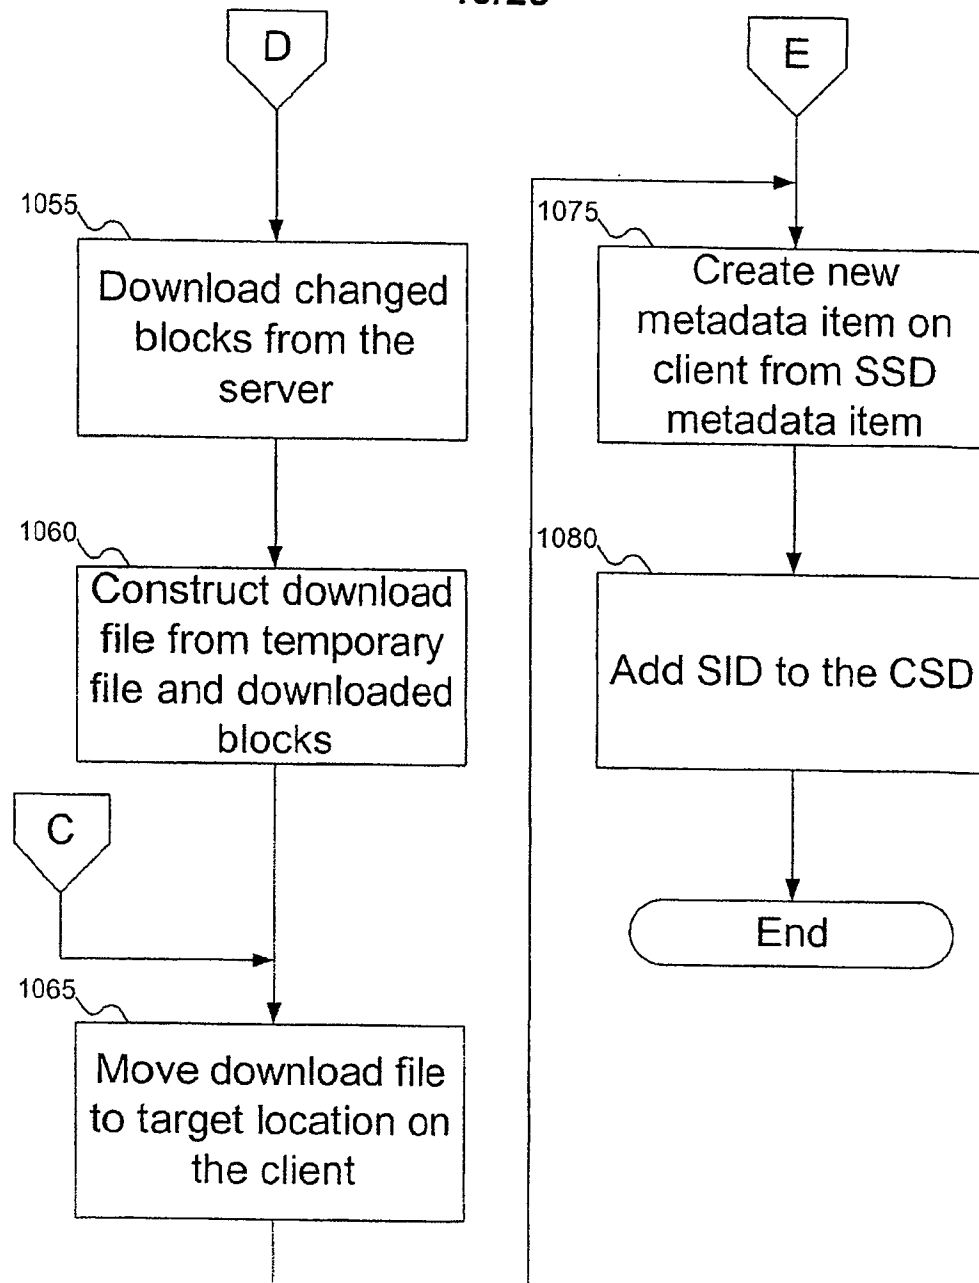 D
1055
Download changed
blocks from the
server
1060
Construct download
file from temporary
file and downloaded
blocks
C
1065
Move download file
to target location on
the client
E
1075
Create new
metadata item on
client from SSD
metadata item
1080
Add SID to the CSD
End